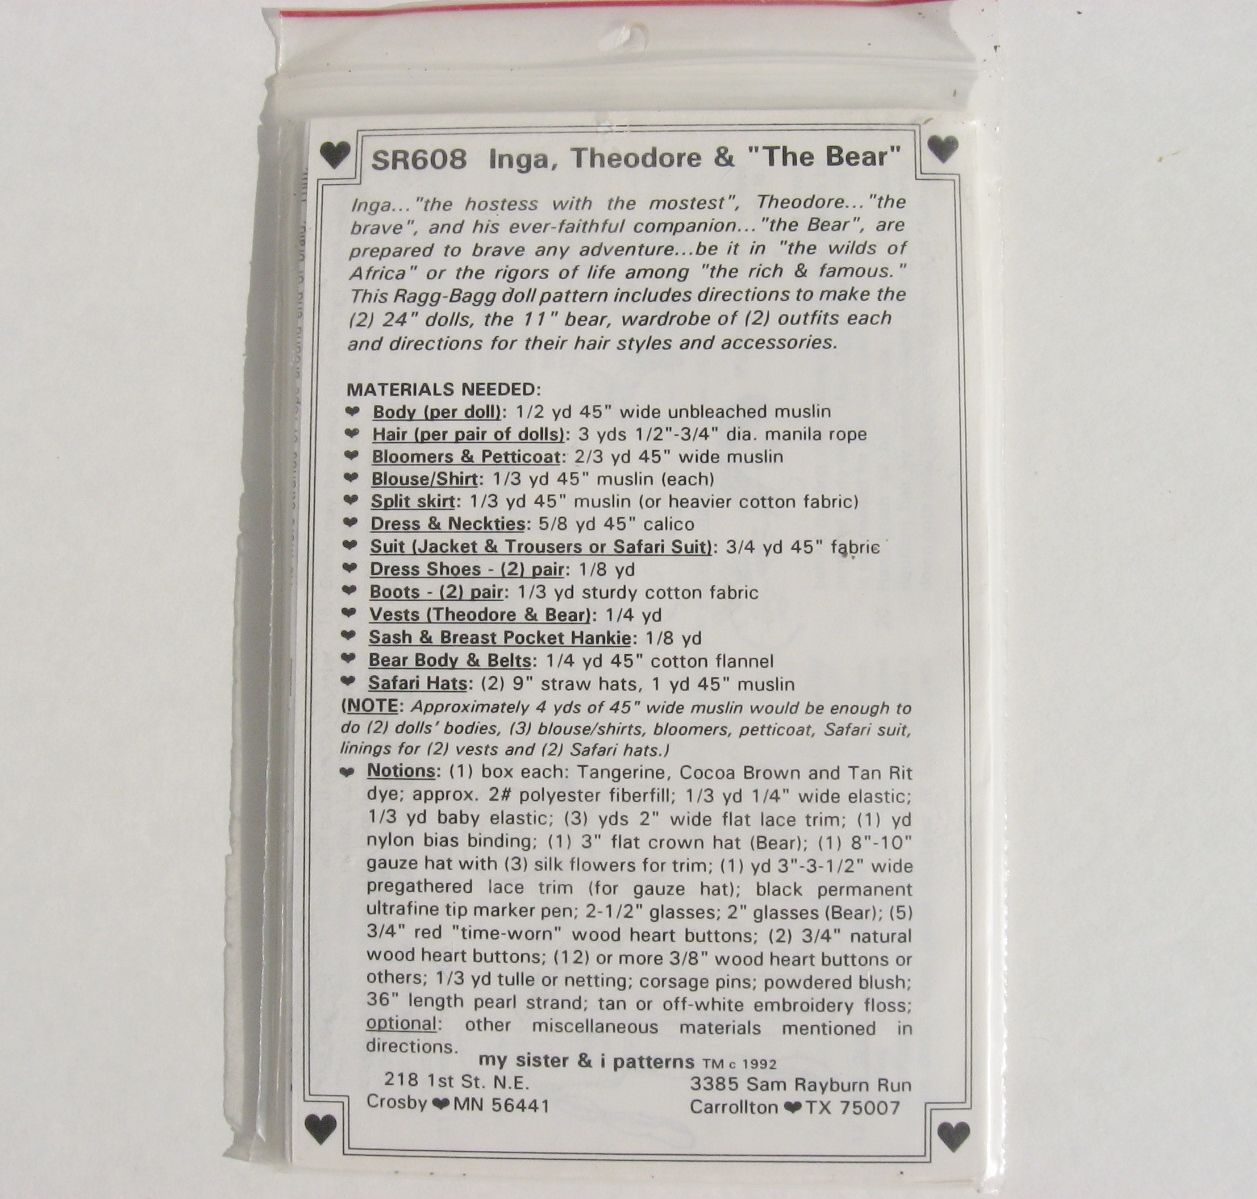 SR608 Inga, Theodore & "The Bear"
Inga... "the hostess with the mostest", Theodore... "the
brave", and his ever-faithful companion... "the Bear", are
prepared to brave any adventure...be it in "the wilds of
Africa" or the rigors of life among "the rich & famous."
This Ragg-Bagg doll pattern includes directions to make the
(2) 24" dolls, the 11" bear, wardrobe of (2) outfits each
and directions for their hair styles and accessories.
MATERIALS NEEDED:
❤ Body (per doll): 1/2 yd 45" wide unbleached muslin
❤ Hair (per pair of dolls): 3 yds 1/2"-3/4" dia. manila rope
❤ Bloomers & Petticoat: 2/3 yd 45" wide muslin
❤ Blouse/Shirt: 1/3 yd 45" muslin (each)
❤ Split skirt: 1/3 yd 45" muslin (or heavier cotton fabric)
❤ Dress & Neckties: 5/8 yd 45" calico
❤ Suit (Jacket & Trousers or Safari Suit): 3/4 yd 45" fabric
❤ Dress Shoes - (2) pair: 1/8 yd
❤ Boots - (2) pair: 1/3 yd sturdy cotton fabric
❤ Vests (Theodore & Bear): 1/4 yd
❤ Sash & Breast Pocket Hankie: 1/8 yd
❤ Bear Body & Belts: 1/4 yd 45" cotton flannel
❤ Safari Hats: (2) 9" straw hats, 1 yd 45" muslin
(NOTE: Approximately 4 yds of 45" wide muslin would be enough to
do (2) dolls' bodies, (3) blouse/shirts, bloomers, petticoat, Safari suit,
linings for (2) vests and (2) Safari hats.)
❤ Notions: (1) box each: Tangerine, Cocoa Brown and Tan Rit
dye; approx. 2# polyester fiberfill; 1/3 yd 1/4" wide elastic;
1/3 yd baby elastic; (3) yds 2" wide flat lace trim; (1) yd
nylon bias binding; (1) 3" flat crown hat (Bear); (1) 8"-10"
gauze hat with (3) silk flowers for trim; (1) yd 3"-3-1/2" wide
pregathered lace trim (for gauze hat); black permanent
ultrafine tip marker pen; 2-1/2" glasses; 2" glasses (Bear); (5)
3/4" red "time-worn" wood heart buttons; (2) 3/4" natural
wood heart buttons; (12) or more 3/8" wood heart buttons or
others; 1/3 yd tulle or netting; corsage pins; powdered blush;
36" length pearl strand; tan or off-white embroidery floss;
optional: other miscellaneous materials mentioned in
directions.
my sister & i patterns TM c 1992
218 1st St. N.E. 3385 Sam Rayburn Run
Crosby ❤ MN 56441 Carrollton ❤ TX 75007